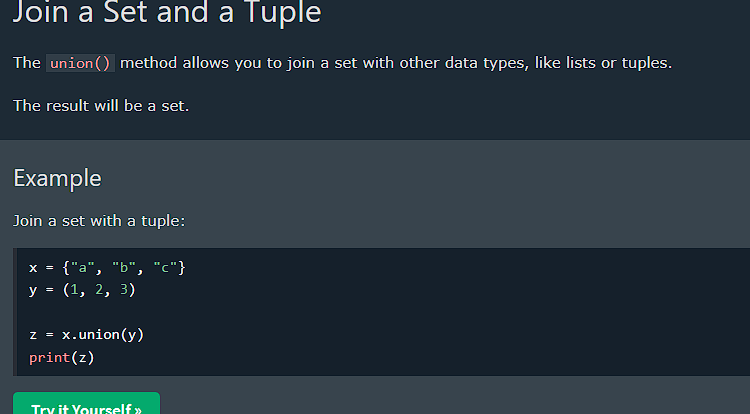 Join a Set and a Tuple
The union() method allows you to join a set with other data types, like lists or tuples.
The result will be a set.
Example
Join a set with a tuple:
x = {"a", "b", "c"}
y = (1, 2, 3)
z = x.union(y)
print(z)
Try it Yourself »